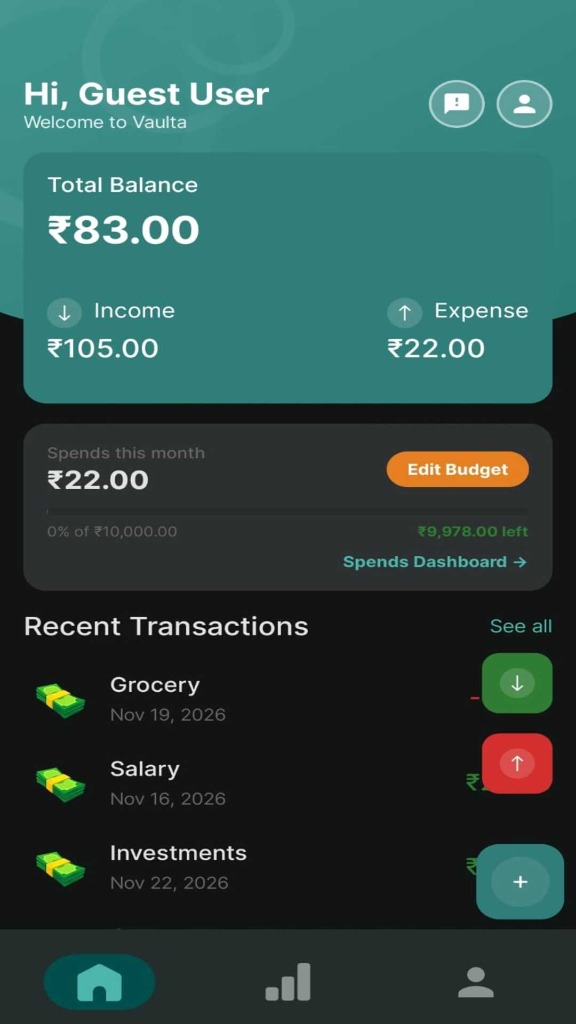 Hi, Guest User
Welcome to Vaulta
Total Balance
₹83.00
↓ Income
₹105.00
↑ Expense
₹22.00
Spends this month
₹22.00
Edit Budget
0% of ₹10,000.00
₹9,978.00 left
Spends Dashboard →
Recent Transactions
See all
Grocery
Nov 19, 2026
Salary
Nov 16, 2026
Investments
Nov 22, 2026